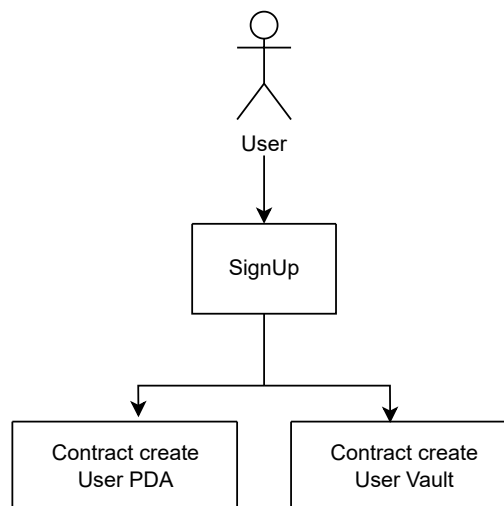 User
SignUp
Contract create
User PDA
Contract create
User Vault